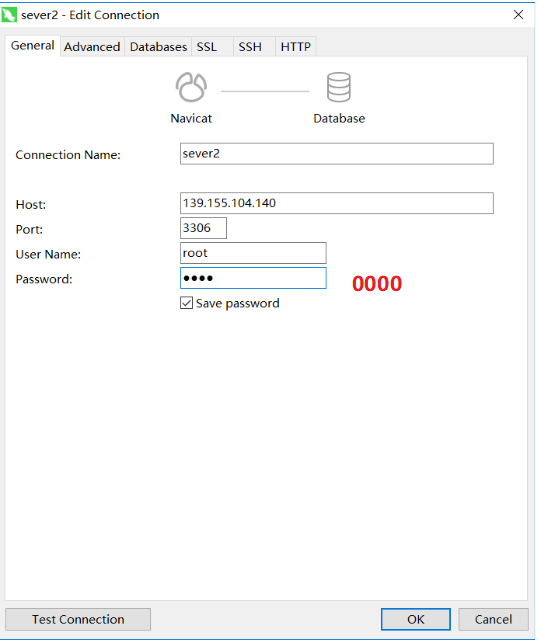 sever2 - Edit Connection
General Advanced Databases SSL SSH HTTP
Navicat Database
Connection Name: sever2
Host: 139.155.104.140
Port: 3306
User Name: root
Password: ●●●● 0000
Save password
Test Connection OK Cancel